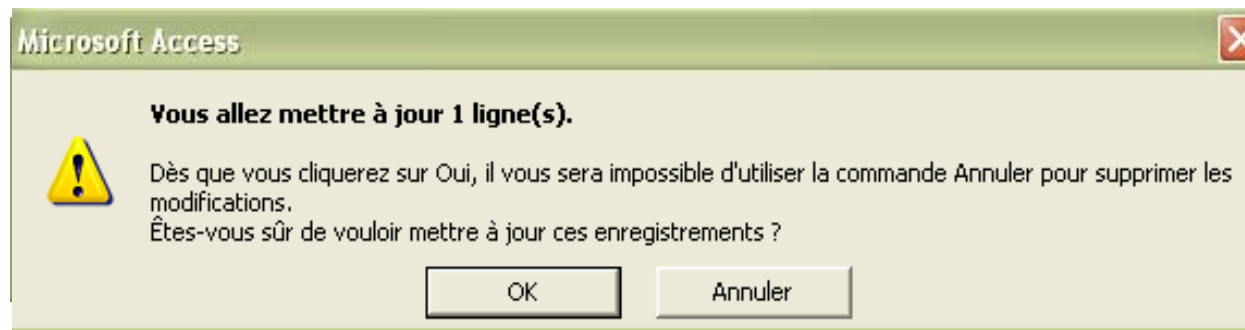 Microsoft Access
Vous allez mettre à jour 1 ligne(s).
Dès que vous cliquerez sur Oui, il vous sera impossible d'utiliser la commande Annuler pour supprimer les
modifications.
Êtes-vous sûr de vouloir mettre à jour ces enregistrements ?
OK
Annuler